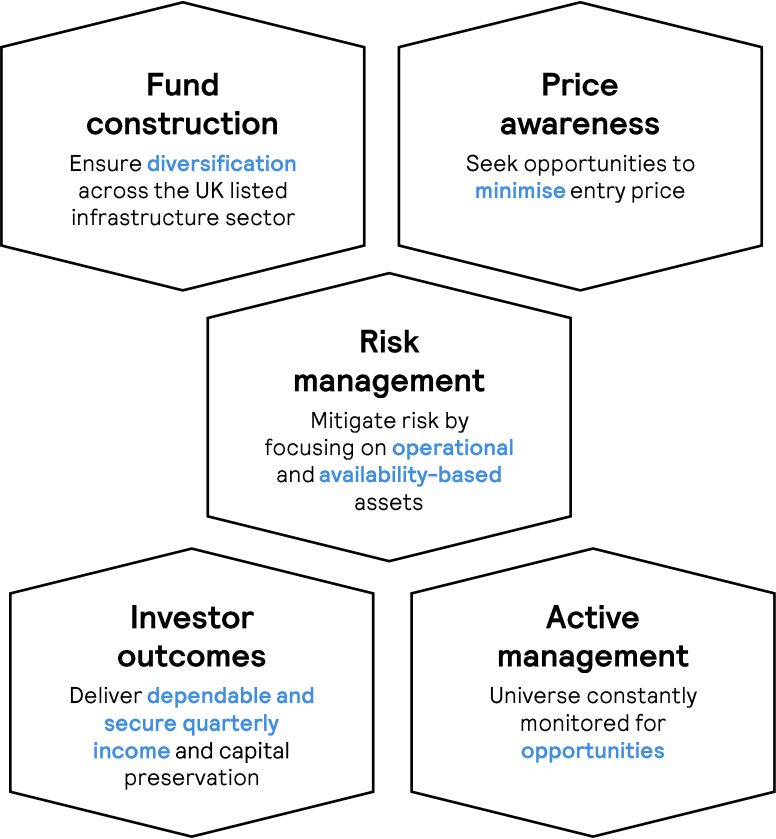 Fund
construction
Ensure diversification
across the UK listed
infrastructure sector
Price
awareness
Seek opportunities to
minimise entry price
Risk
management
Mitigate risk by
focusing on operational
and availability-based
assets
Investor
outcomes
Deliver dependable and
secure quarterly
income and capital
preservation
Active
management
Universe constantly
monitored for
opportunities